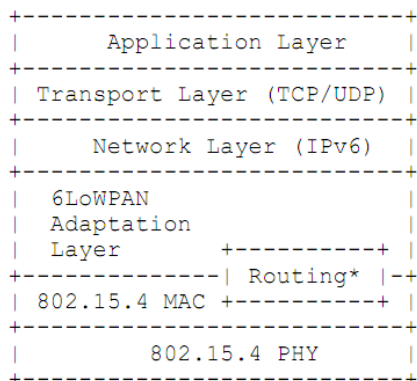 Application Layer
Transport Layer (TCP/UDP)
Network Layer (IPv6)
6LoWPAN
Adaptation
Layer
Routing*
802.15.4 MAC
802.15.4 PHY